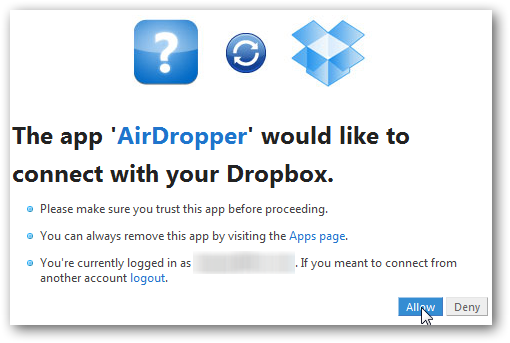 ?
The app 'AirDropper' would like to
connect with your Dropbox.
Please make sure you trust this app before proceeding.
You can always remove this app by visiting the Apps page.
You're currently logged in as . If you meant to connect from
another account logout.
Allow Deny